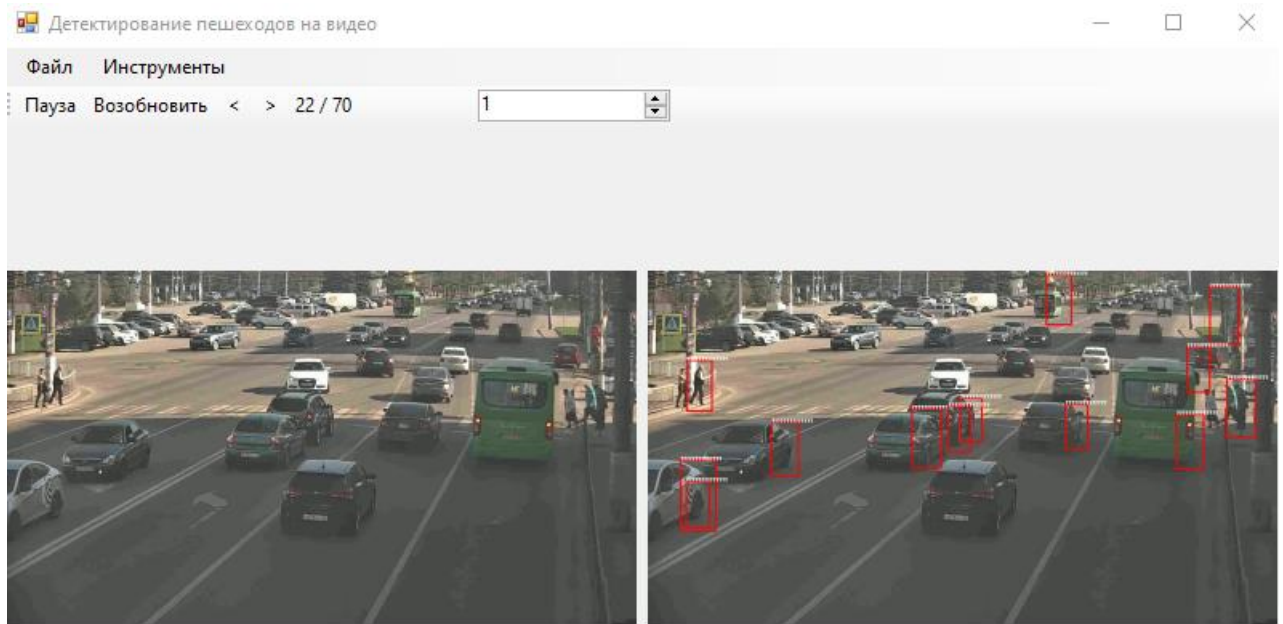 Детектирование пешеходов на видео
Файл Инструменты
Пауза Возобновить < > 22 / 70 1